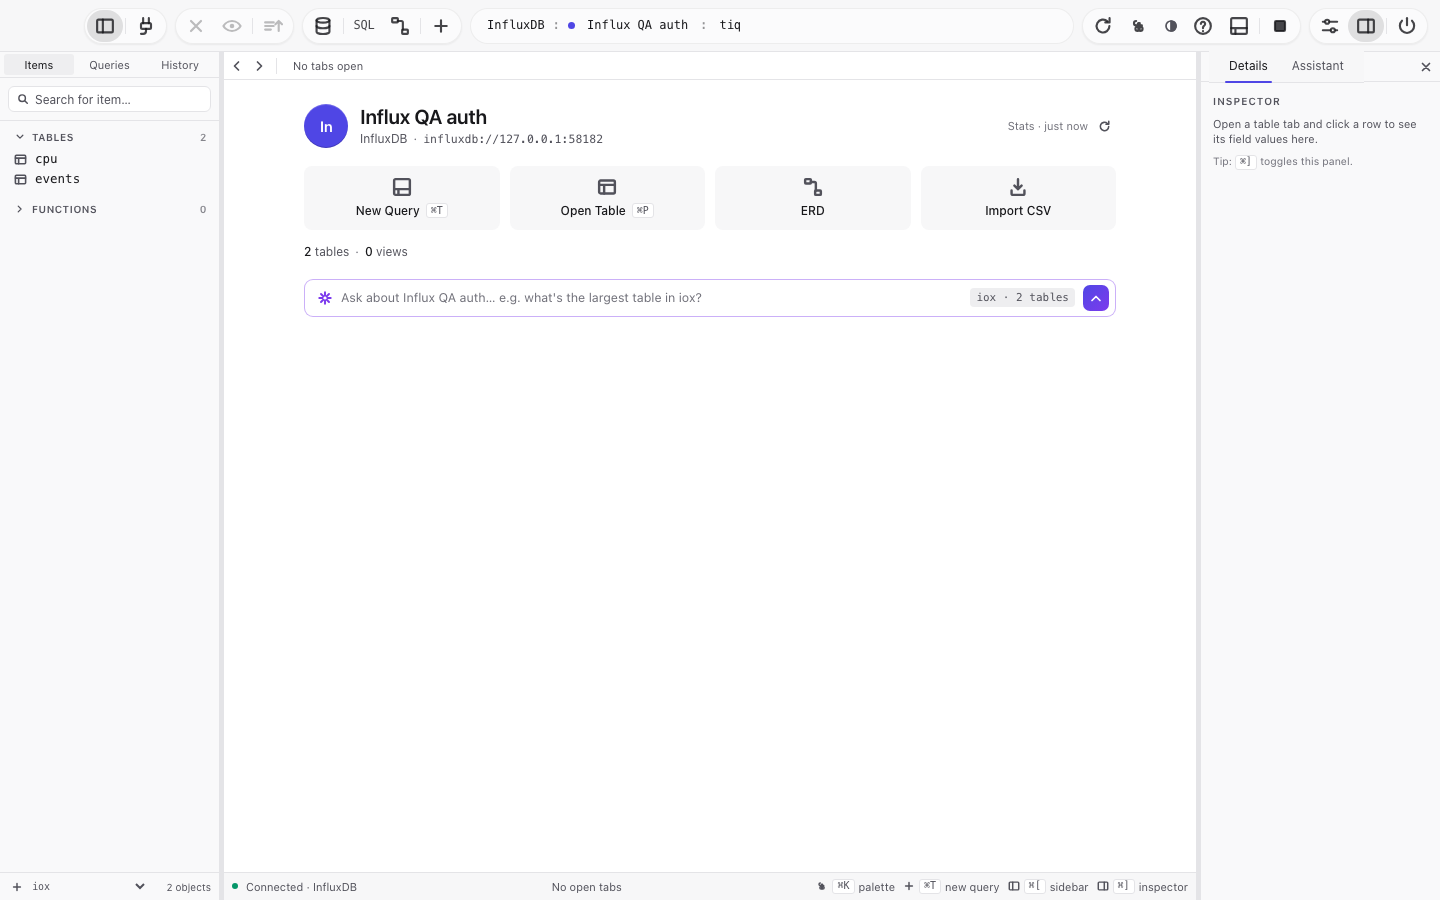 SQL
InfluxDB : Influx QA auth : tiq
Items Queries History
Search for item...
TABLES 2
cpu
events
FUNCTIONS 0
iox 2 objects
No tabs open
In
Influx QA auth
InfluxDB · influxdb://127.0.0.1:58182
Stats · just now
New Query ⌘T
Open Table ⌘P
ERD
Import CSV
2 tables · 0 views
Ask about Influx QA auth... e.g. what's the largest table in iox?
iox · 2 tables
Connected · InfluxDB
No open tabs
⌘K palette
⌘T new query
⌘[ sidebar
⌘] inspector
Details Assistant
INSPECTOR
Open a table tab and click a row to see
its field values here.
Tip: ⌘] toggles this panel.